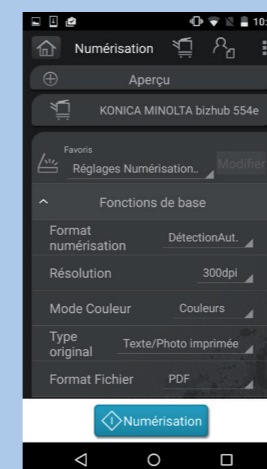 10:
Numérisation
Aperçu
KONICA MINOLTA bizhub 554e
Favoris
Réglages Numérisation..
Modifier
Fonctions de base
Format
numérisation
DétectionAut.
Résolution
300dpi
Mode Couleur
Couleurs
Type
original
Texte/Photo imprimée
Format Fichier
PDF
Numérisation